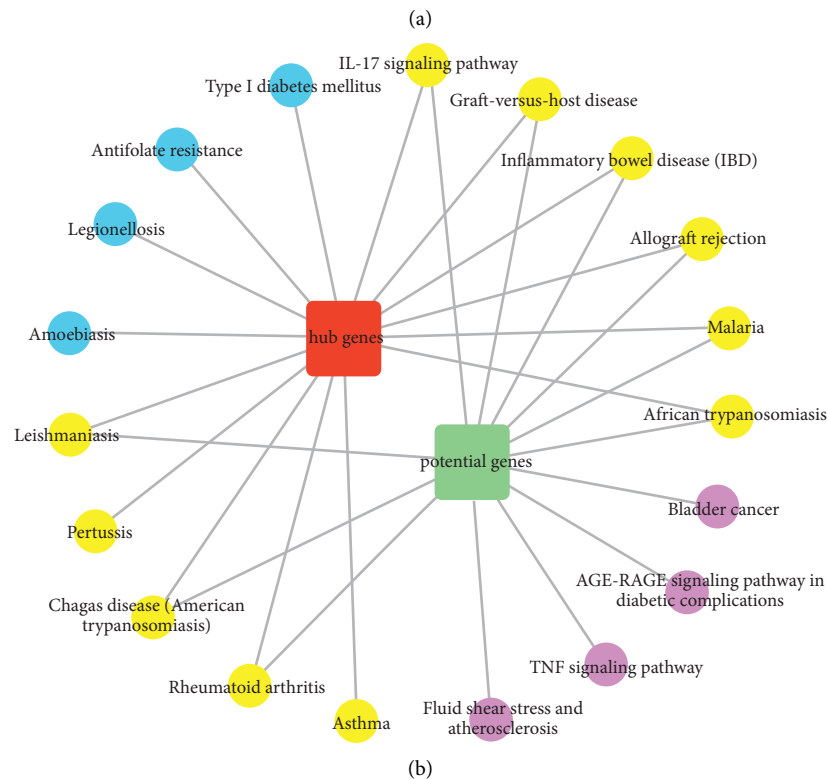 (a)
IL-17 signaling pathway
Type I diabetes mellitus
Graft-versus-host disease
Antifolate resistance
Inflammatory bowel disease (IBD)
Legionellosis
Allograft rejection
Amoebiasis
hub genes
Malaria
Leishmaniasis
African trypanosomiasis
potential genes
Pertussis
Bladder cancer
Chagas disease (American
trypanosomiasis)
AGE-RAGE signaling pathway in
diabetic complications
Rheumatoid arthritis
TNF signaling pathway
Asthma
Fluid shear stress and
atherosclerosis
(b)